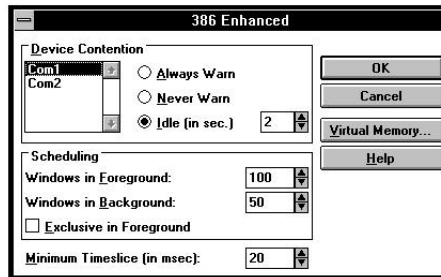 386 Enhanced
Device Contention
Com1
Com2
Always Warn
Never Warn
Idle (in sec.) 2
OK
Cancel
Virtual Memory...
Help
Scheduling
Windows in Foreground: 100
Windows in Background: 50
Exclusive in Foreground
Minimum Timeslice (in msec): 20